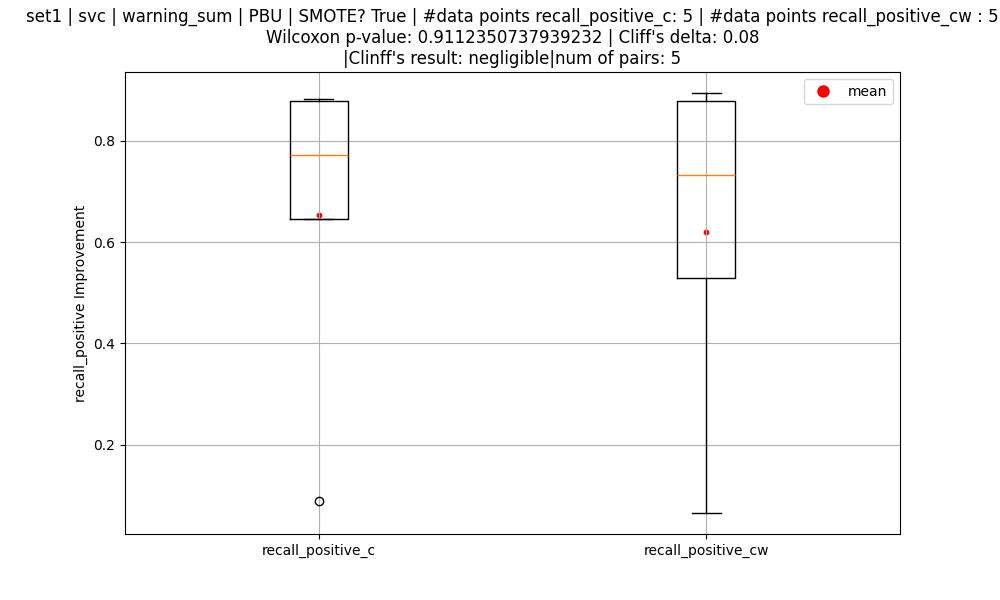 set1 | svc | warning_sum | PBU | SMOTE? True | #data points recall_positive_c: 5 | #data points recall_positive_cw : 5
Wilcoxon p-value: 0.9112350737939232 | Cliff's delta: 0.08
|Clinff's result: negligible|num of pairs: 5
mean
0.8
0.6
0.4
0.2
recall_positive Improvement
recall_positive_c
recall_positive_cw